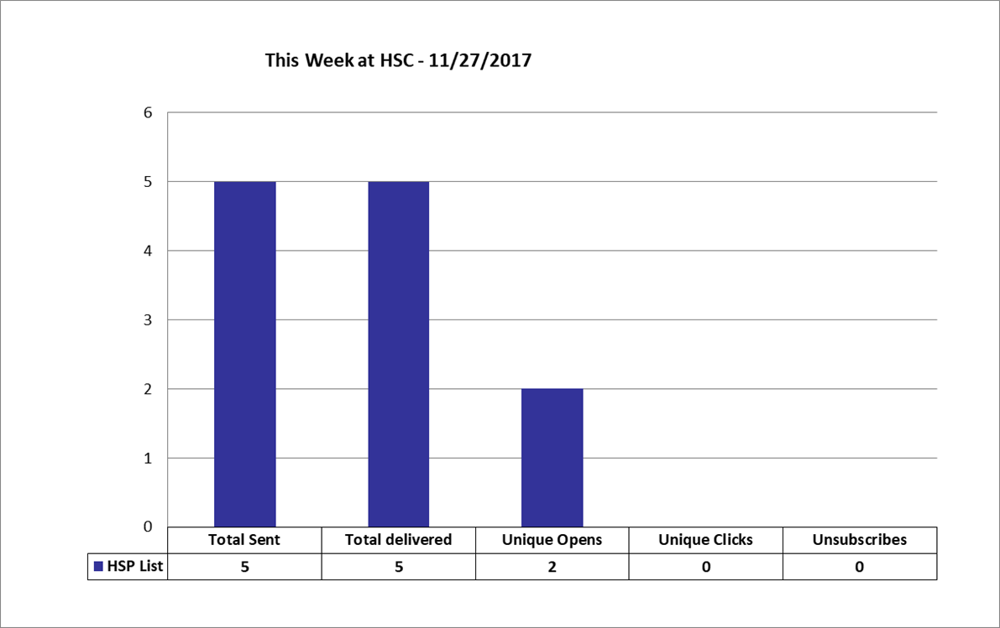 This Week at HSC - 11/27/2017
6
5
4
3
2
1
0
Total Sent Total delivered Unique Opens Unique Clicks Unsubscribes
HSP List 5 5 2 0 0